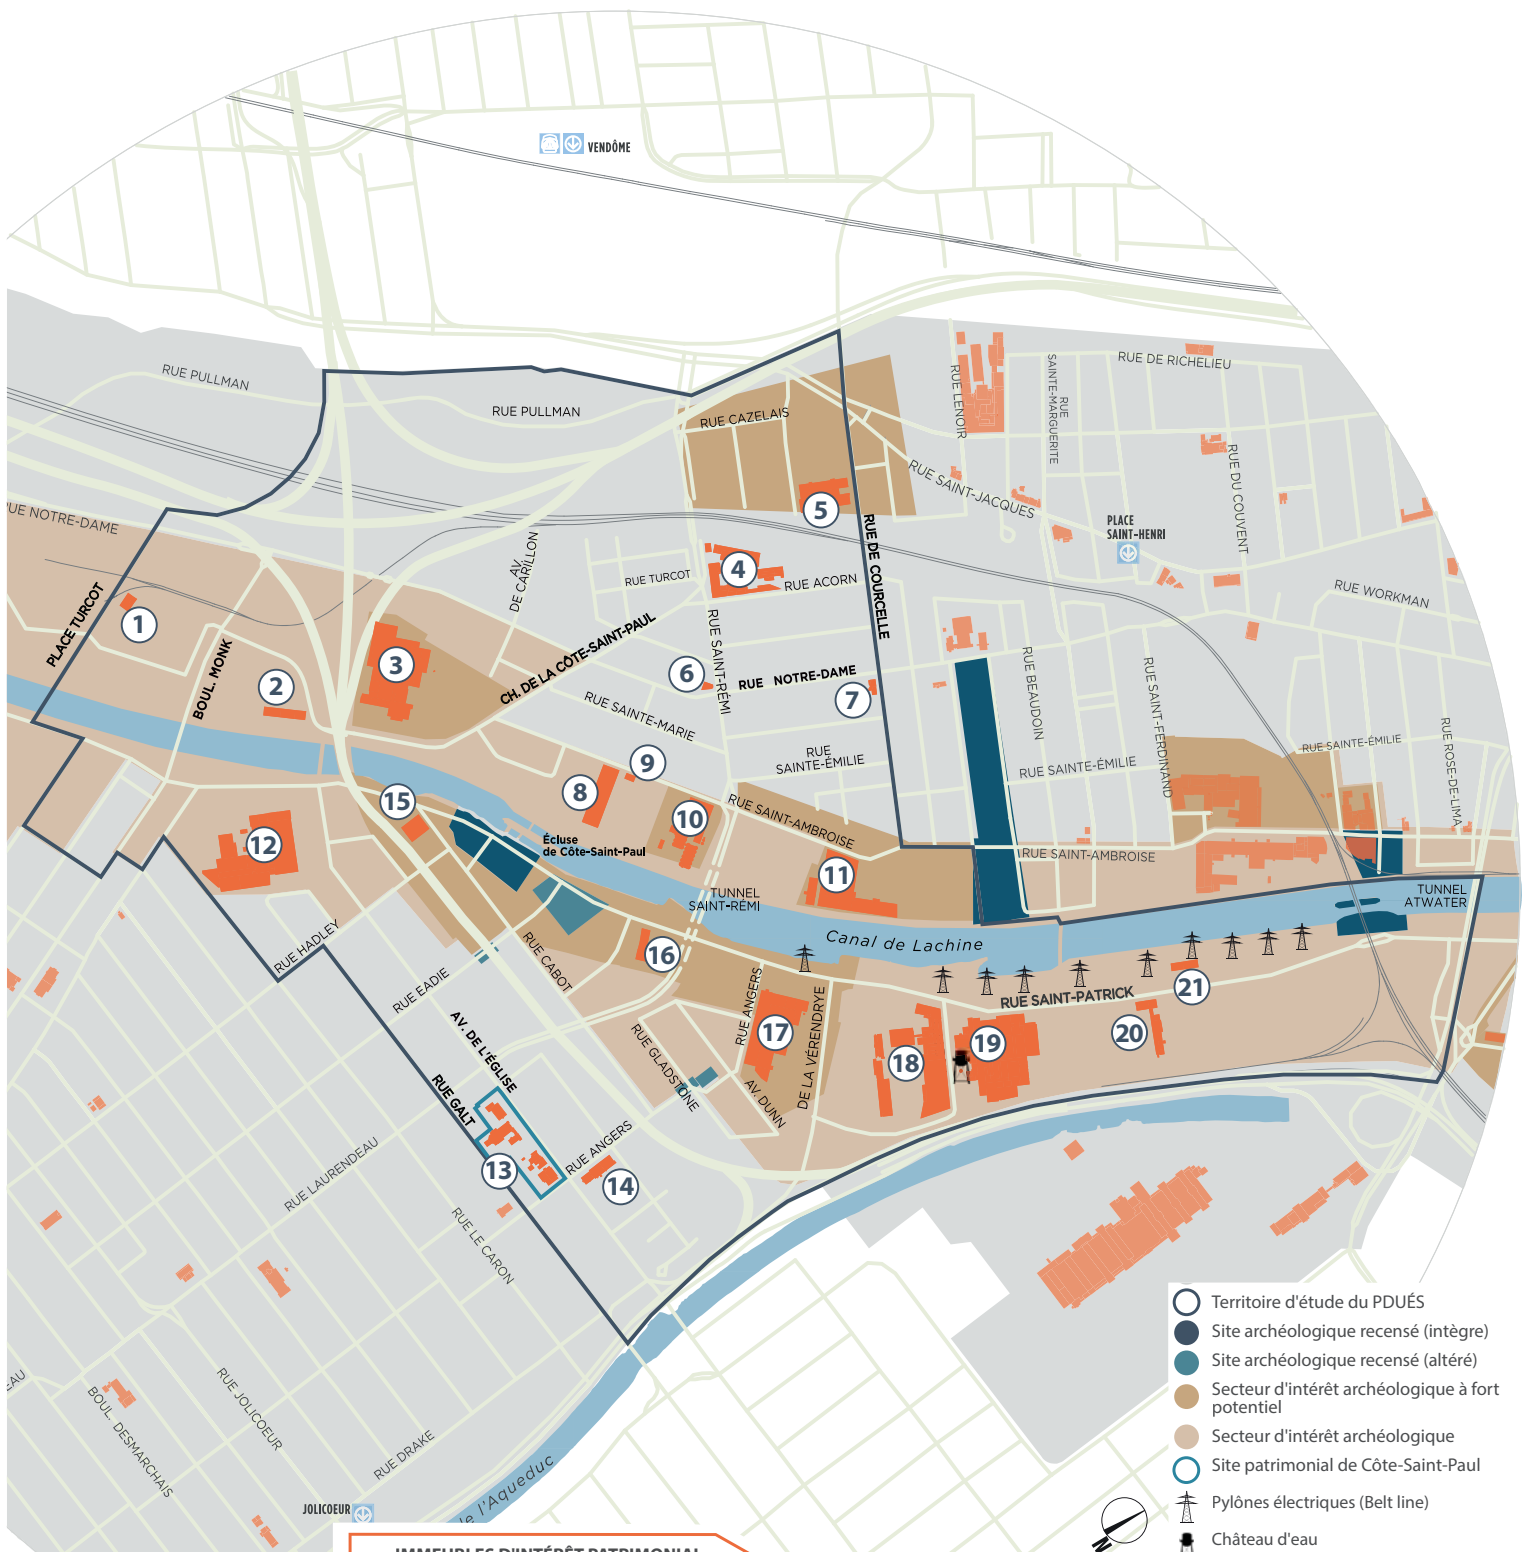 VENDÔME
RUE PULLMAN
RUE PULLMAN
RUE CAZELAIS
RUE LENOIR
RUE
SAINTE-MARGUERITE
RUE DE RICHELIEU
RUE SAINT-JACQUES
RUE DU COUVENT
PLACE
SAINT-HENRI
RUE WORKMAN
UE NOTRE-DAME
AV.
DE CARILLON
RUE TURCOT
RUE ACORN
RUE DE COURCELLE
PLACE TURCOT
BOUL. MONK
CH. DE LA CÔTE-SAINT-PAUL
RUE SAINT-RÉMI
RUE NOTRE-DAME
RUE SAINTE-MARIE
RUE
SAINTE-ÉMILIE
RUE BEAUDOIN
RUE SAINT-FERDINAND
RUE SAINTE-ÉMILIE
RUE SAINTE-ÉMILIE
RUE ROSE-DE-LIMA
1
2
3
4
5
6
7
8
9
10
11
12
13
14
15
16
17
18
19
20
21
Écluse
de Côte-Saint-Paul
RUE SAINT-AMBROISE
RUE SAINT-AMBROISE
TUNNEL
SAINT-RÉMI
TUNNEL
ATWATER
Canal de Lachine
RUE SAINT-PATRICK
RUE HADLEY
RUE EADIE
RUE CABOT
AV. DE L'ÉGLISE
RUE GALT
RUE GLADSTONE
RUE ANGERS
AV. DUNN
DE LA VÉRENDRYE
RUE ANGERS
RUE LAURENDEAU
RUE LE CARON
EAU
BOUL. DESMARCHAIS
RUE JOLICOEUR
RUE DRAKE
JOLICOEUR
de l'Aqueduc
Territoire d'étude du PDUÉS
Site archéologique recensé (intègre)
Site archéologique recensé (altéré)
Secteur d'intérêt archéologique à fort
potentiel
Secteur d'intérêt archéologique
Site patrimonial de Côte-Saint-Paul
Pylônes électriques (Belt line)
Château d'eau
N
IMMEUBLES D'INTÉRÊT PATRIMONIAL